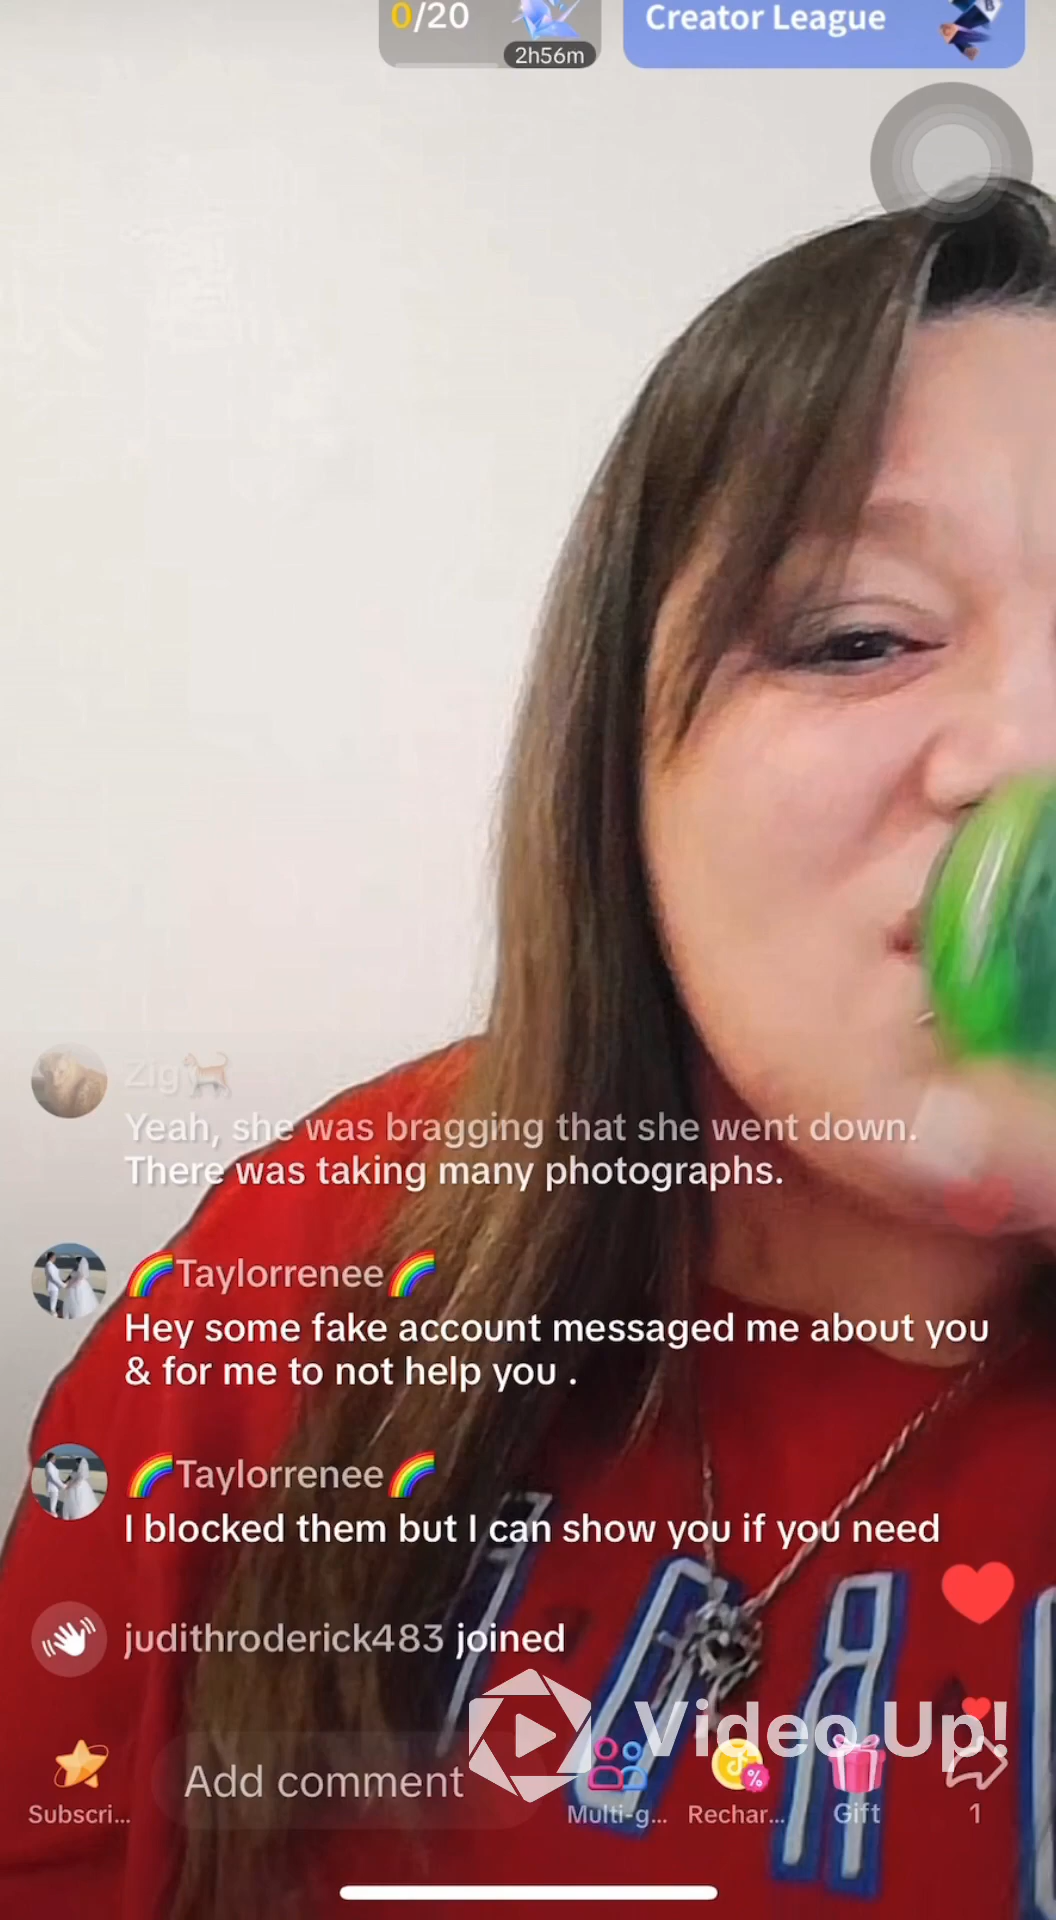 0/20
2h56m
Creator League
Zig🐈
Yeah, she was bragging that she went down.
There was taking many photographs.
🌈Taylorrenee🌈
Hey some fake account messaged me about you
& for me to not help you .
🌈Taylorrenee🌈
I blocked them but I can show you if you need
judithroderick483 joined
Video Up!
Subscri...
Add comment
Multi-g...
Rechar...
Gift
1